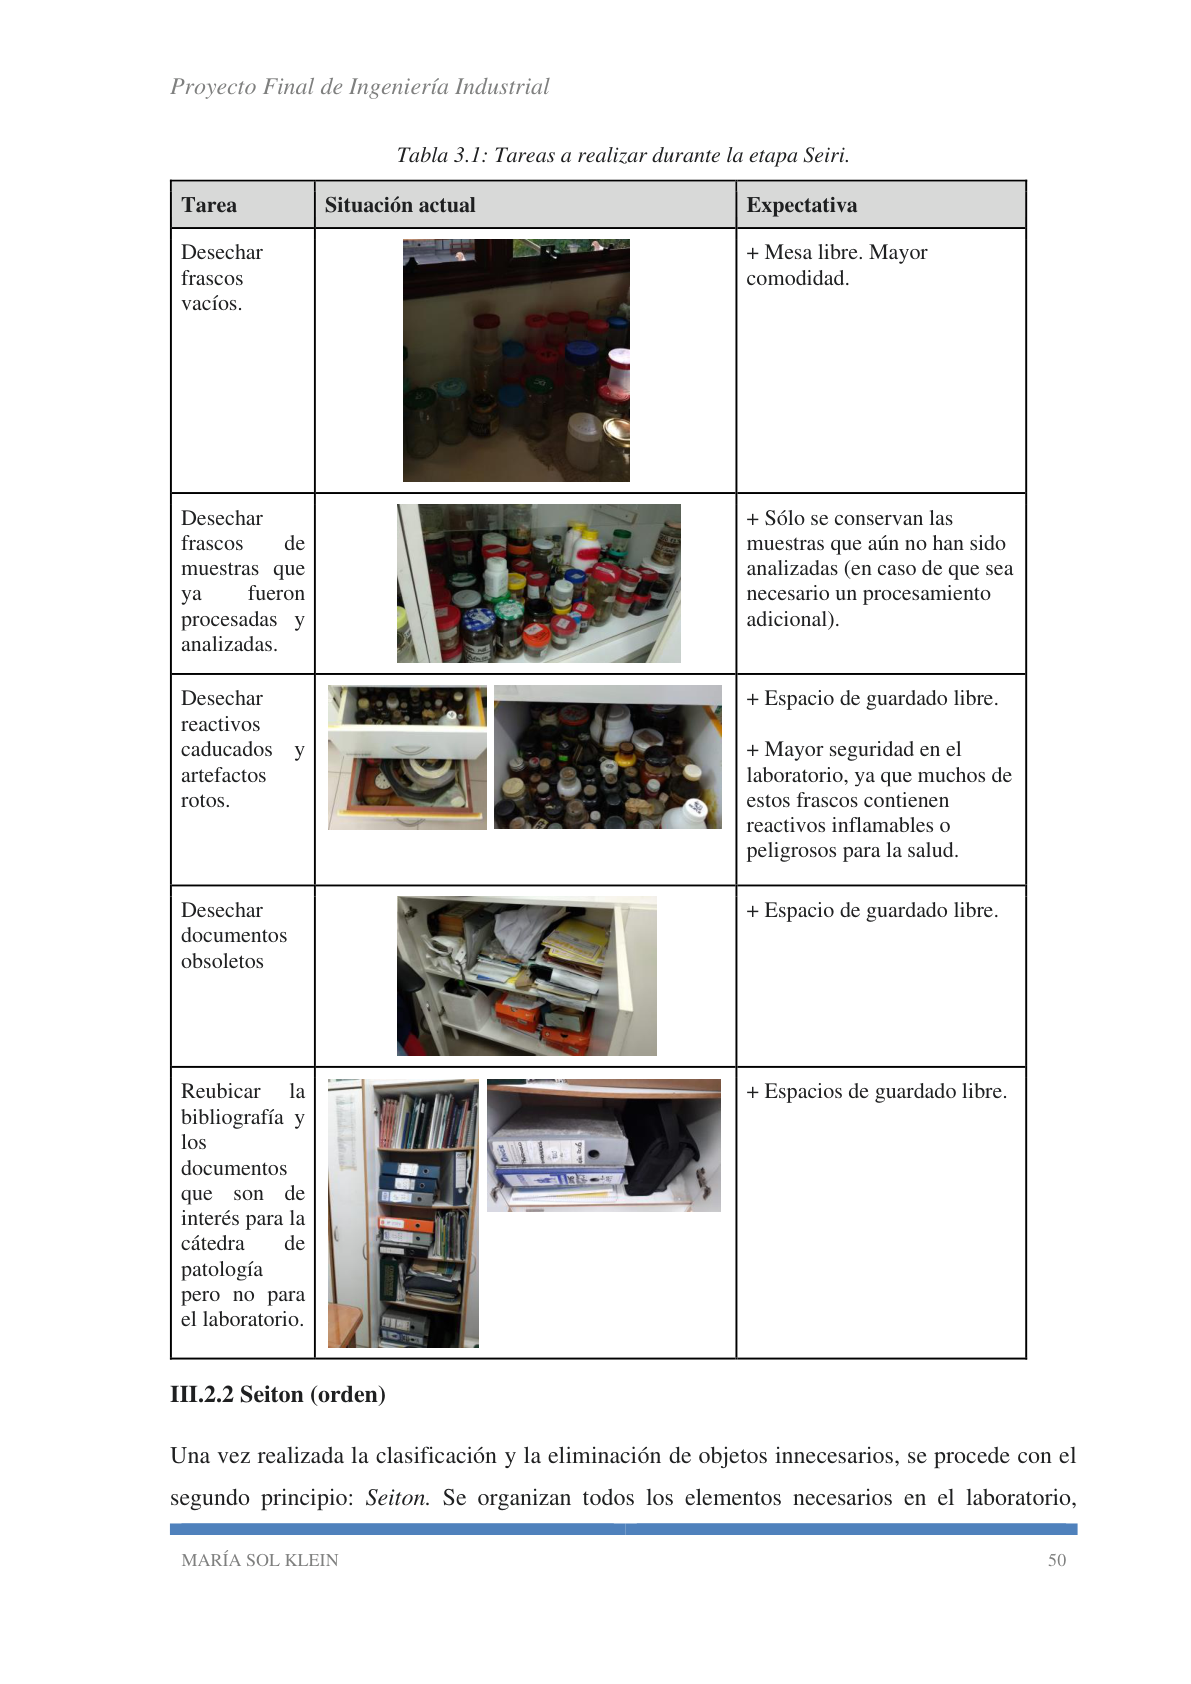 Proyecto Final de Ingeniería Industrial
Tabla 3.1: Tareas a realizar durante la etapa Seiri.
Tarea
Situación actual
Expectativa
Desechar
frascos
vacíos.
+ Mesa libre. Mayor
comodidad.
Desechar
frascos de
muestras que
ya fueron
procesadas y
analizadas.
+ Sólo se conservan las
muestras que aún no han sido
analizadas (en caso de que sea
necesario un procesamiento
adicional).
Desechar
reactivos
caducados y
artefactos
rotos.
+ Espacio de guardado libre.
+ Mayor seguridad en el
laboratorio, ya que muchos de
estos frascos contienen
reactivos inflamables o
peligrosos para la salud.
Desechar
documentos
obsoletos
+ Espacio de guardado libre.
Reubicar la
bibliografía y
los
documentos
que son de
interés para la
cátedra de
patología
pero no para
el laboratorio.
+ Espacios de guardado libre.
III.2.2 Seiton (orden)
Una vez realizada la clasificación y la eliminación de objetos innecesarios, se procede con el
segundo principio: Seiton. Se organizan todos los elementos necesarios en el laboratorio,
MARÍA SOL KLEIN
50